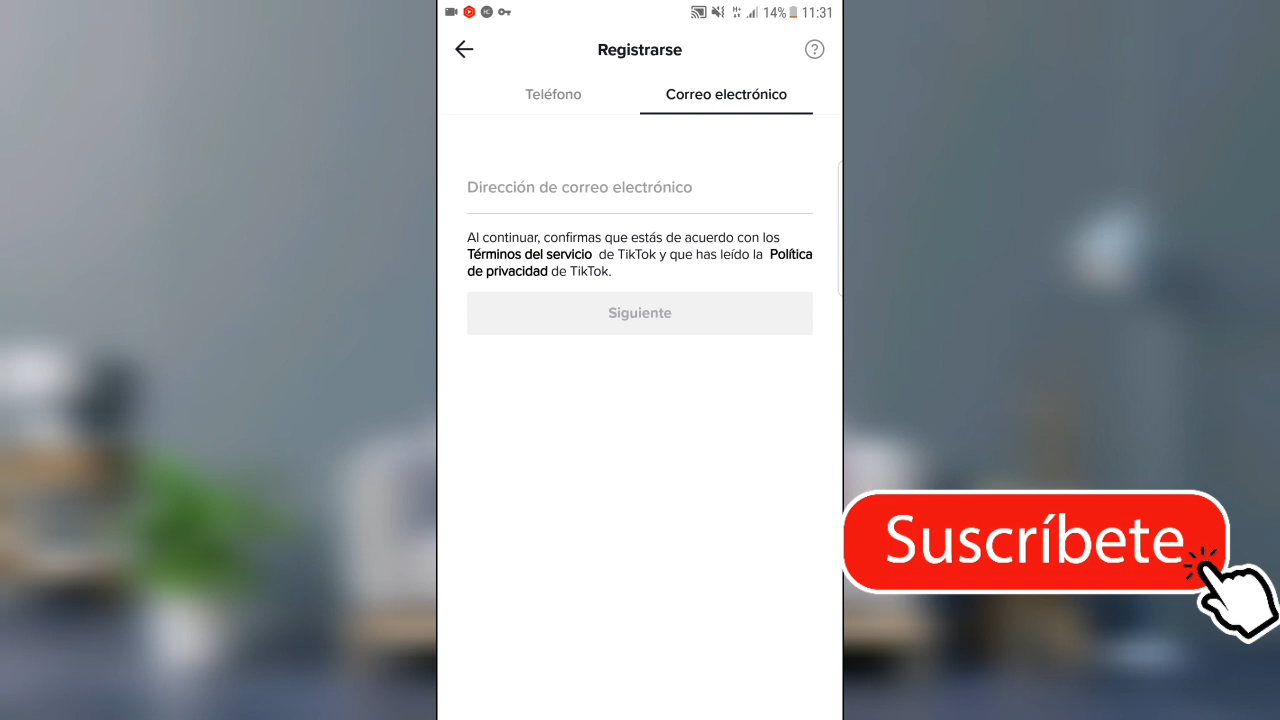 14% 11:31
Registrarse
Teléfono Correo electrónico
Dirección de correo electrónico
Al continuar, confirmas que estás de acuerdo con los
Términos del servicio de TikTok y que has leído la Política
de privacidad de TikTok.
Siguiente
Suscríbete